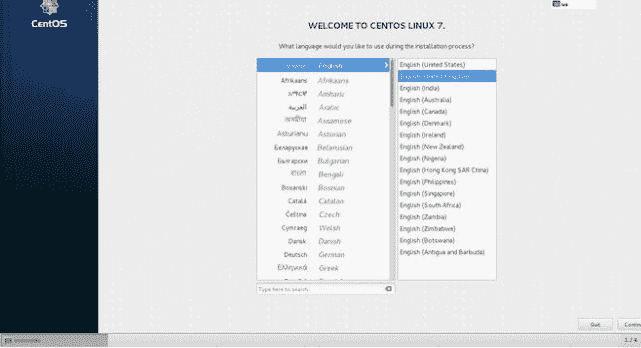 CentOS
WELCOME TO CENTOS LINUX 7.
What language would you like to use during the installation process?
English
English (United States)
Afrikaans Afrikaans
አማርኛ Amharic
English (India)
العربية Arabic
English (Australia)
অসমীয়া Assamese
English (Canada)
Asturianu Asturian
English (Denmark)
Беларуская Belarusian
English (Ireland)
Български Bulgarian
English (New Zealand)
বাংলা Bengali
English (Nigeria)
Bosanski Bosnian
English (Hong Kong SAR China)
Català Catalan
English (Philippines)
Čeština Czech
English (Singapore)
Cymraeg Welsh
English (South Africa)
Dansk Danish
English (Zambia)
Deutsch German
English (Zimbabwe)
Ελληνικά Greek
English (Botswana)
English (Antigua and Barbuda)
Type here to search.
Quit
1 / 4